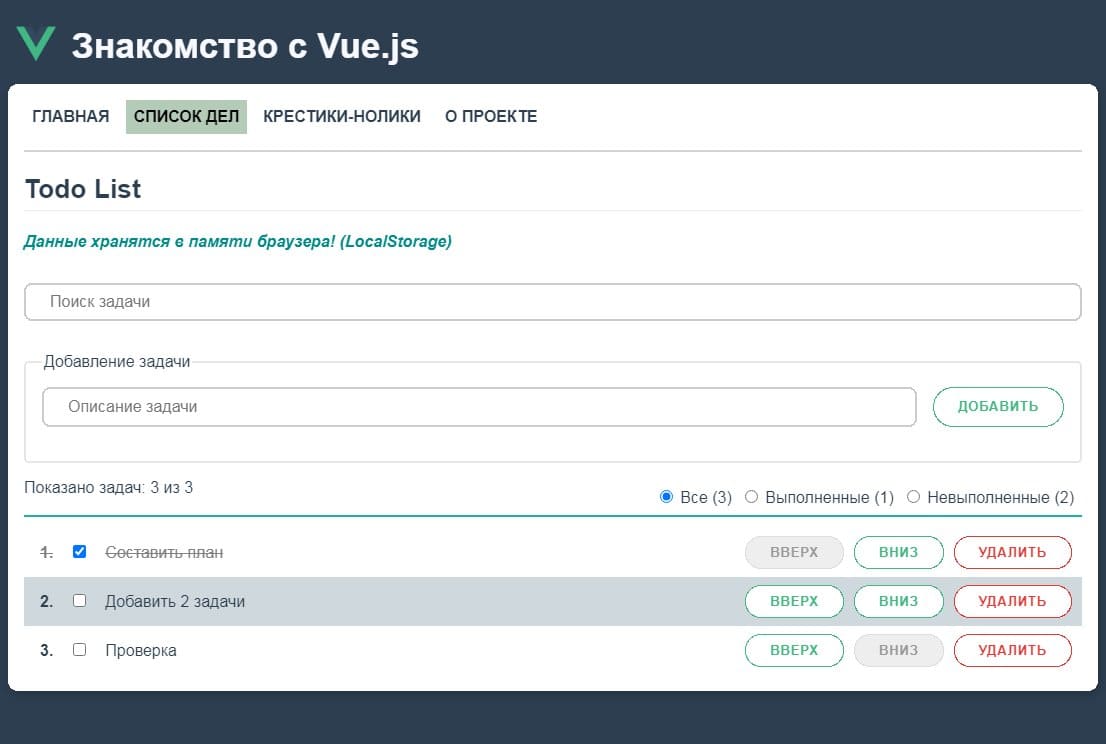 Знакомство с Vue.js
ГЛАВНАЯ СПИСОК ДЕЛ КРЕСТИКИ-НОЛИКИ О ПРОЕКТЕ
Todo List
Данные хранятся в памяти браузера! (LocalStorage)
Поиск задачи
Добавление задачи
Описание задачи ДОБАВИТЬ
Показано задач: 3 из 3
Все (3) Выполненные (1) Невыполненные (2)
1. Составить план ВВЕРХ ВНИЗ УДАЛИТЬ
2. Добавить 2 задачи ВВЕРХ ВНИЗ УДАЛИТЬ
3. Проверка ВВЕРХ ВНИЗ УДАЛИТЬ